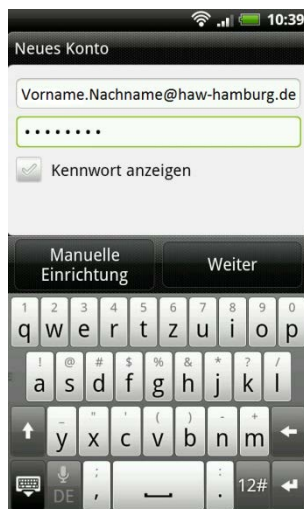 10:39
Neues Konto
Vorname.Nachname@haw-hamburg.de
••••••••
Kennwort anzeigen
Manuelle
Einrichtung
Weiter
1 2 3 4 5 6 7 8 9 0
q w e r t z u i o p
! @ # $ % & * ? /
a s d f g h j k l
_ " ' ( ) - +
y x c v b n m
; :
DE , . 12#